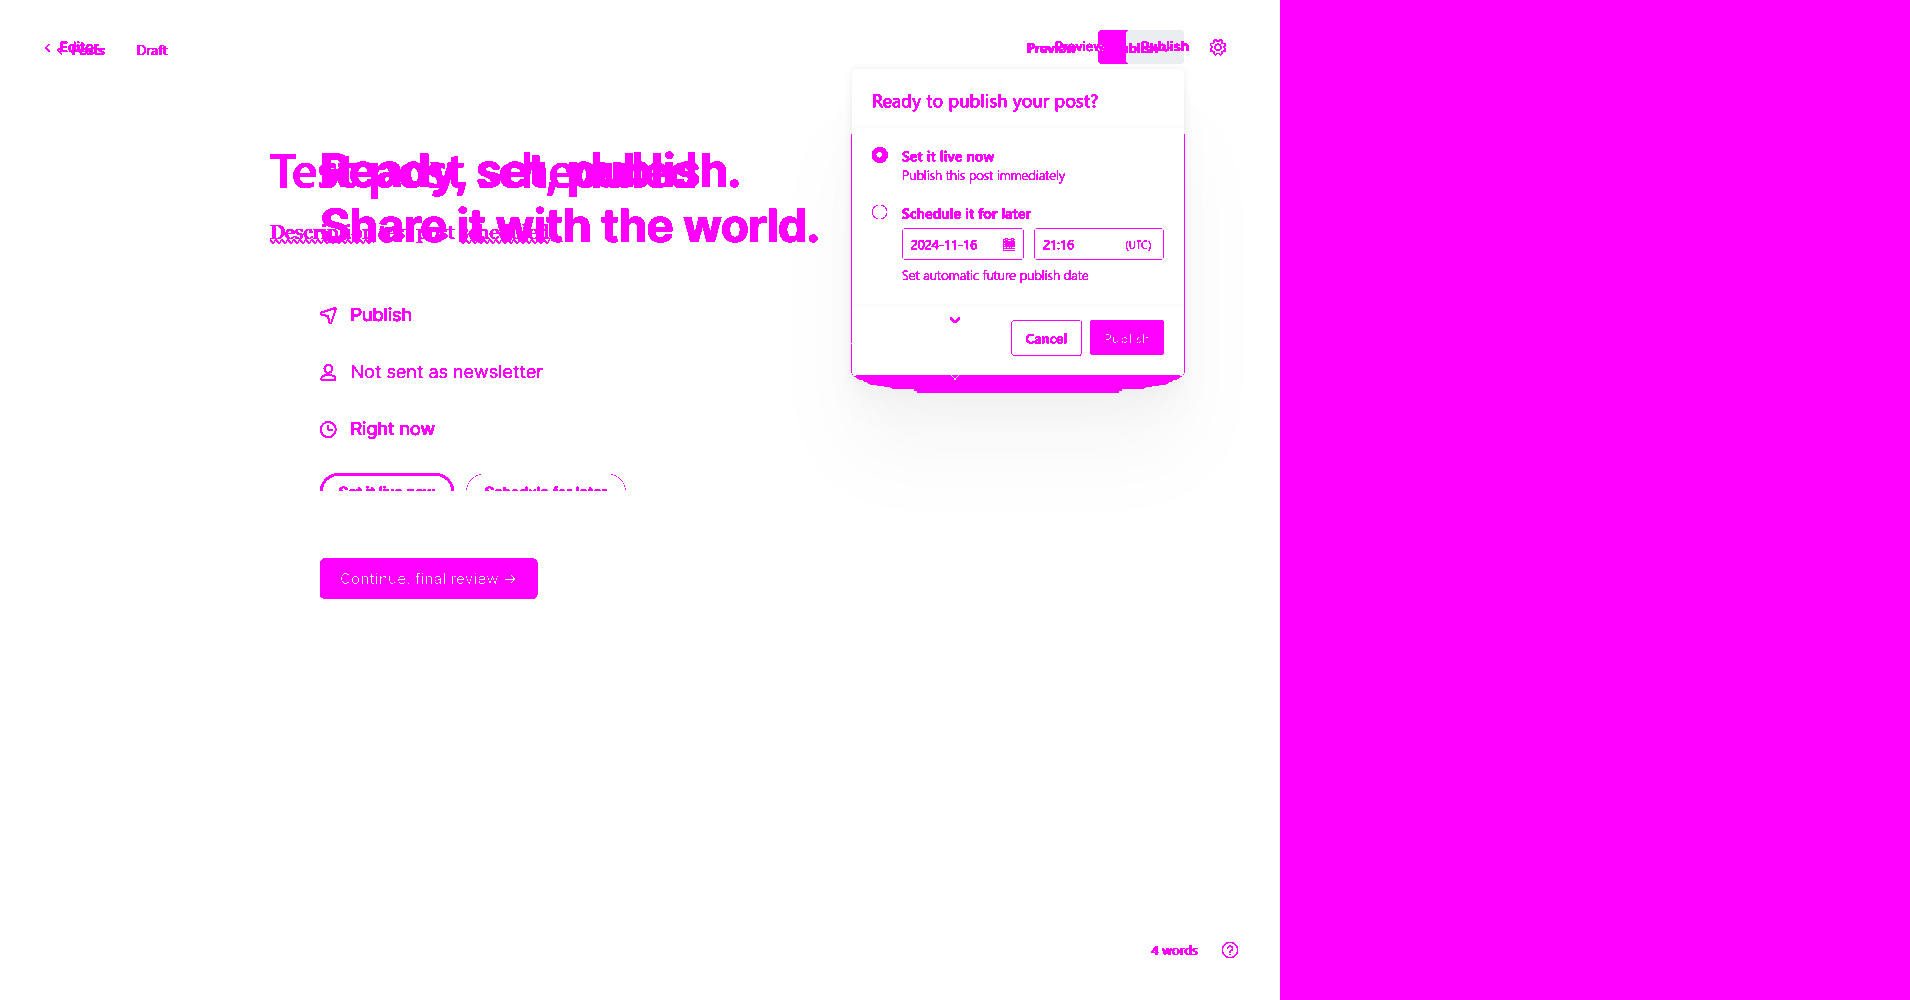 Editor
Posts
Draft
Preview
Preview
Publish
Ready to publish your post?
Ready, set, publish.
Share it with the world.
Set it live now
Publish this post immediately
Schedule it for later
2024-11-16
21:16
(UTC)
Set automatic future publish date
Cancel
Publish
Publish
Not sent as newsletter
Right now
Set it live now
Schedule for later
Continue, final review →
4 words